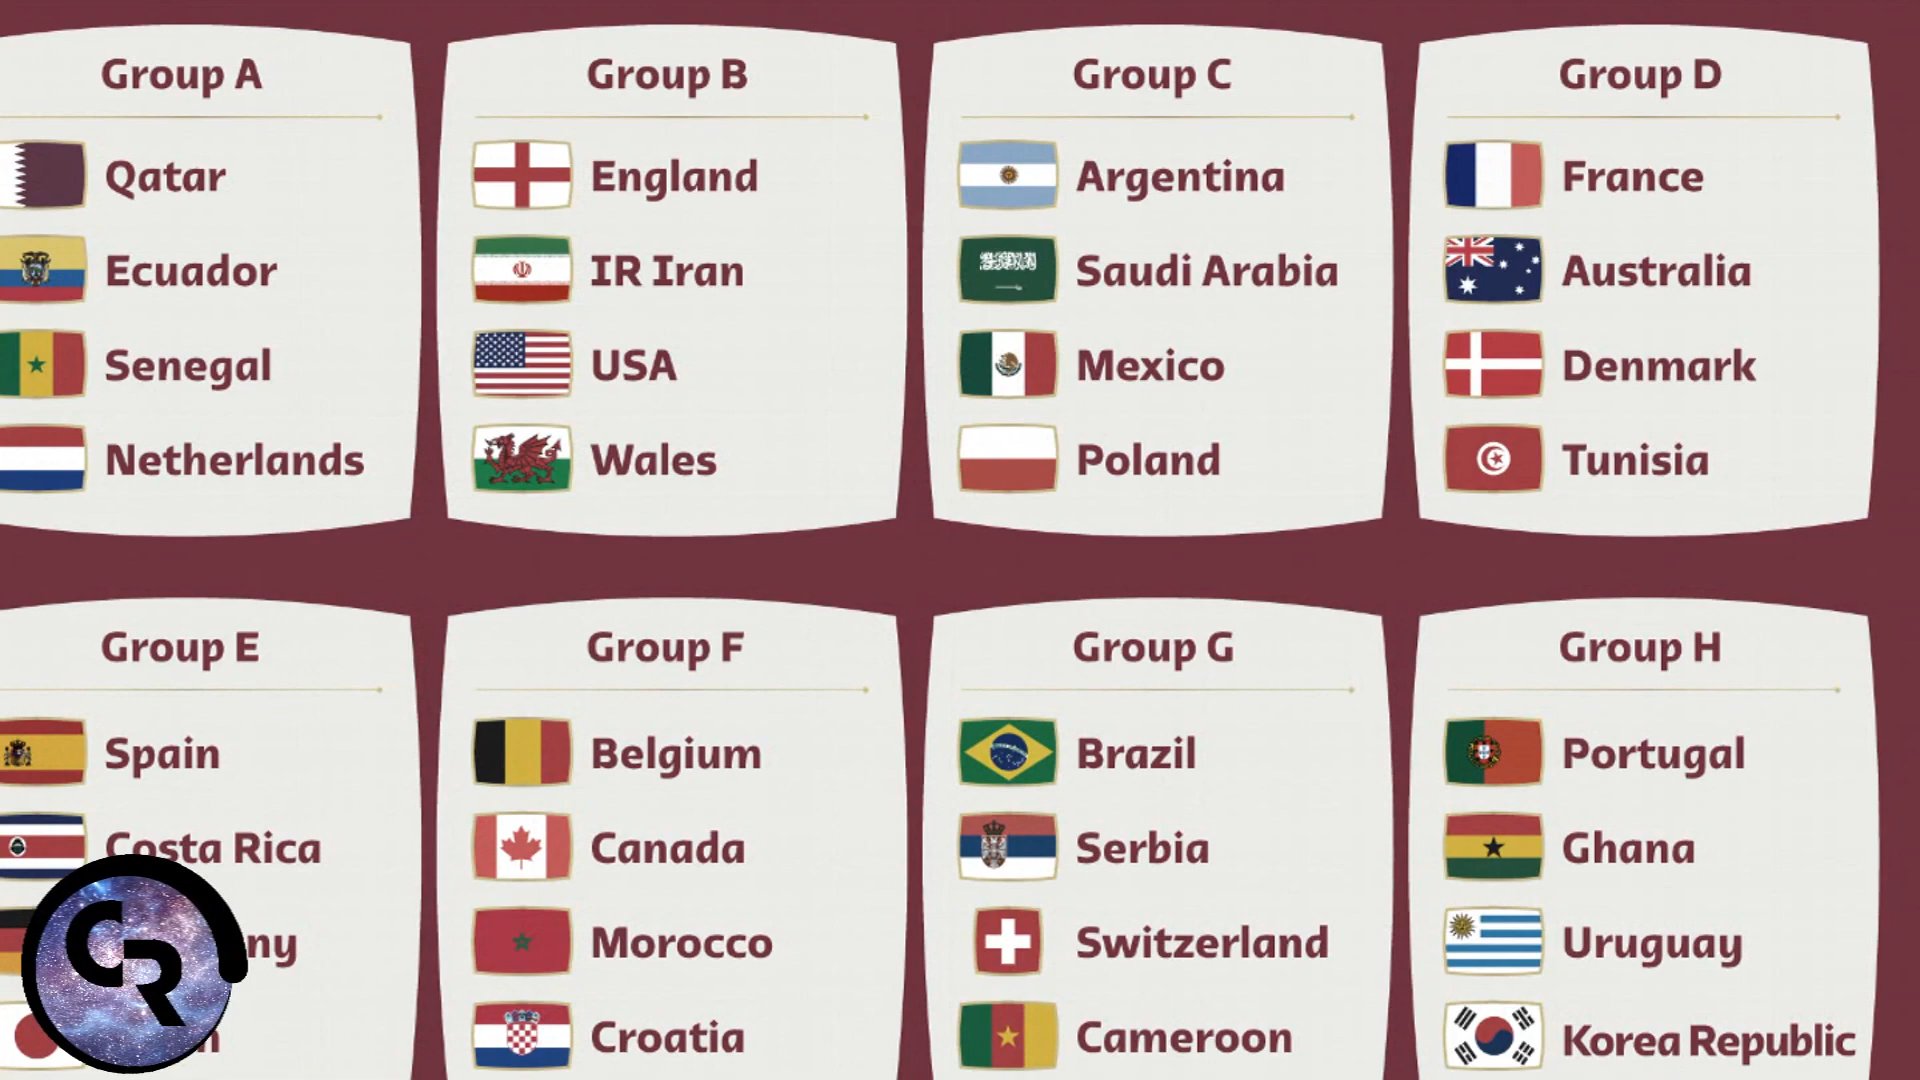 Group A
Qatar
Ecuador
Senegal
Netherlands
Group B
England
IR Iran
USA
Wales
Group C
Argentina
Saudi Arabia
Mexico
Poland
Group D
France
Australia
Denmark
Tunisia
Group E
Spain
Costa Rica
Group F
Belgium
Canada
Morocco
Croatia
Group G
Brazil
Serbia
Switzerland
Cameroon
Group H
Portugal
Ghana
Uruguay
Korea Republic
CR